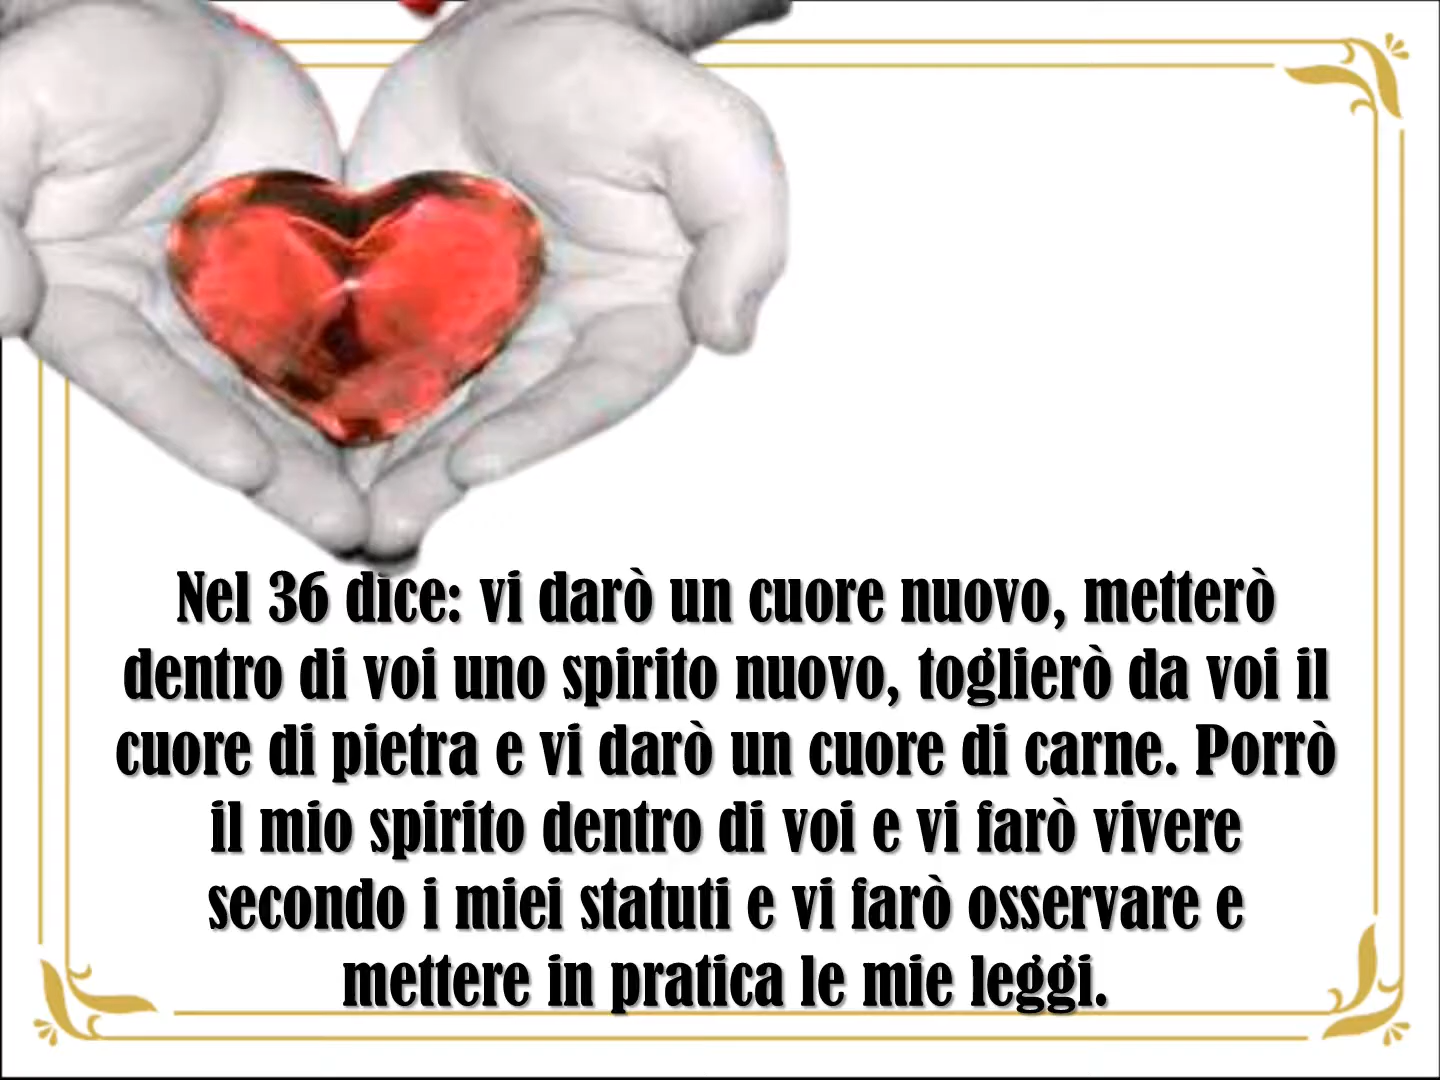 Nel 36 dice: vi darò un cuore nuovo, metterò
dentro di voi uno spirito nuovo, toglierò da voi il
cuore di pietra e vi darò un cuore di carne. Porrò
il mio spirito dentro di voi e vi farò vivere
secondo i miei statuti e vi farò osservare e
mettere in pratica le mie leggi.